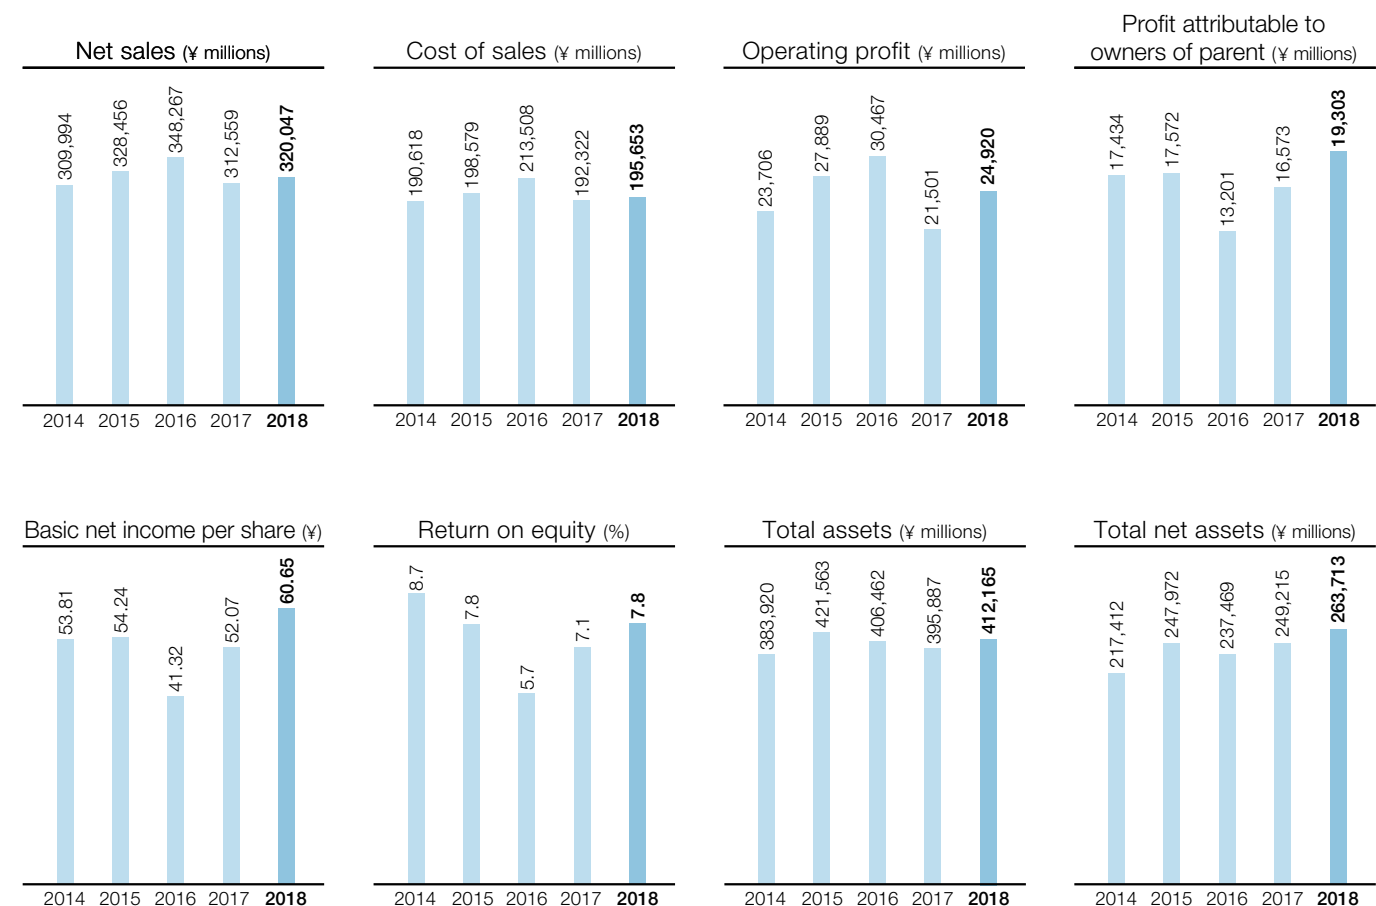 Net sales (¥ millions)
309,994
328,456
348,267
312,559
320,047
2014 2015 2016 2017 2018
Cost of sales (¥ millions)
190,618
198,579
213,508
192,322
195,653
2014 2015 2016 2017 2018
Operating profit (¥ millions)
23,706
27,889
30,467
21,501
24,920
2014 2015 2016 2017 2018
Profit attributable to
owners of parent (¥ millions)
17,434
17,572
13,201
16,573
19,303
2014 2015 2016 2017 2018
Basic net income per share (¥)
53.81
54.24
41.32
52.07
60.65
2014 2015 2016 2017 2018
Return on equity (%)
8.7
7.8
5.7
7.1
7.8
2014 2015 2016 2017 2018
Total assets (¥ millions)
383,920
421,563
406,462
395,887
412,165
2014 2015 2016 2017 2018
Total net assets (¥ millions)
217,412
247,972
237,469
249,215
263,713
2014 2015 2016 2017 2018